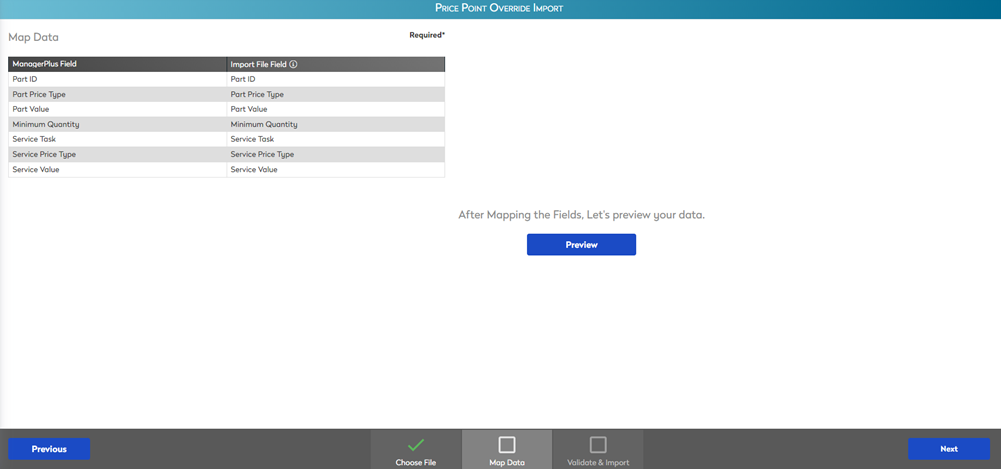 Price Point Override Import
Map Data
Required*
ManagerPlus Field Import File Field
Part ID Part ID
Part Price Type Part Price Type
Part Value Part Value
Minimum Quantity Minimum Quantity
Service Task Service Task
Service Price Type Service Price Type
Service Value Service Value
After Mapping the Fields, Let's preview your data.
Preview
Previous
Choose File
Map Data
Validate & Import
Next